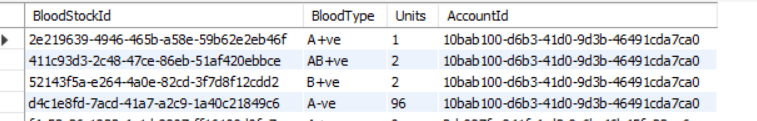 BloodStockId BloodType Units AccountId
2e219639-4946-465b-a58e-59b62e2eb46f A+ve 1 10bab100-d6b3-41d0-9d3b-46491cda7ca0
411c93d3-2c48-47ce-86eb-51af420ebbce AB+ve 2 10bab100-d6b3-41d0-9d3b-46491cda7ca0
52143f5a-e264-4a0e-82cd-3f7d8f12cdd2 B+ve 2 10bab100-d6b3-41d0-9d3b-46491cda7ca0
d4c1e8fd-7acd-41a7-a2c9-1a40c21849c6 A-ve 96 10bab100-d6b3-41d0-9d3b-46491cda7ca0